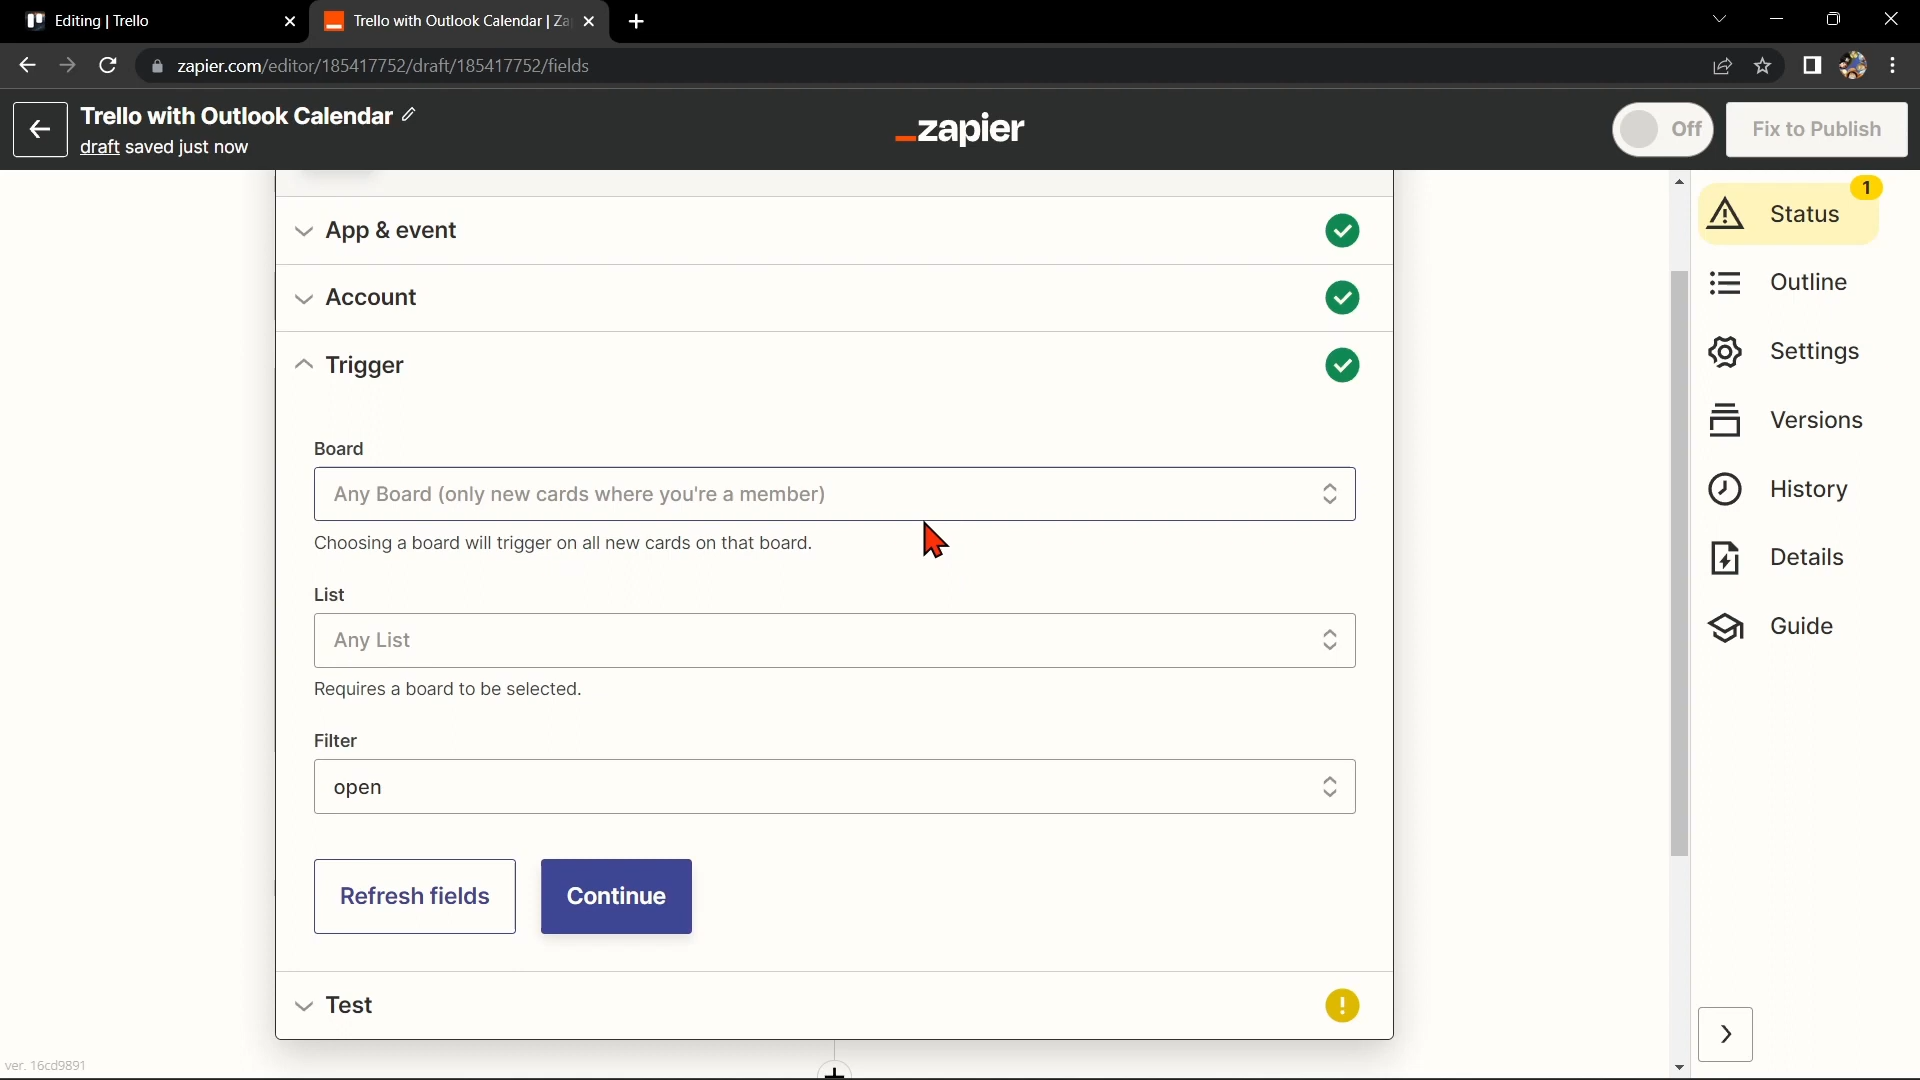 Editing | Trello
Trello with Outlook Calendar | Za
zapier.com/editor/185417752/draft/185417752/fields
Trello with Outlook Calendar
draft saved just now
_zapier
Off
Fix to Publish
App & event
Account
Trigger
Board
Any Board (only new cards where you're a member)
Choosing a board will trigger on all new cards on that board.
List
Any List
Requires a board to be selected.
Filter
open
Refresh fields
Continue
Test
1
Status
Outline
Settings
Versions
History
Details
Guide
ver. 16cd9891